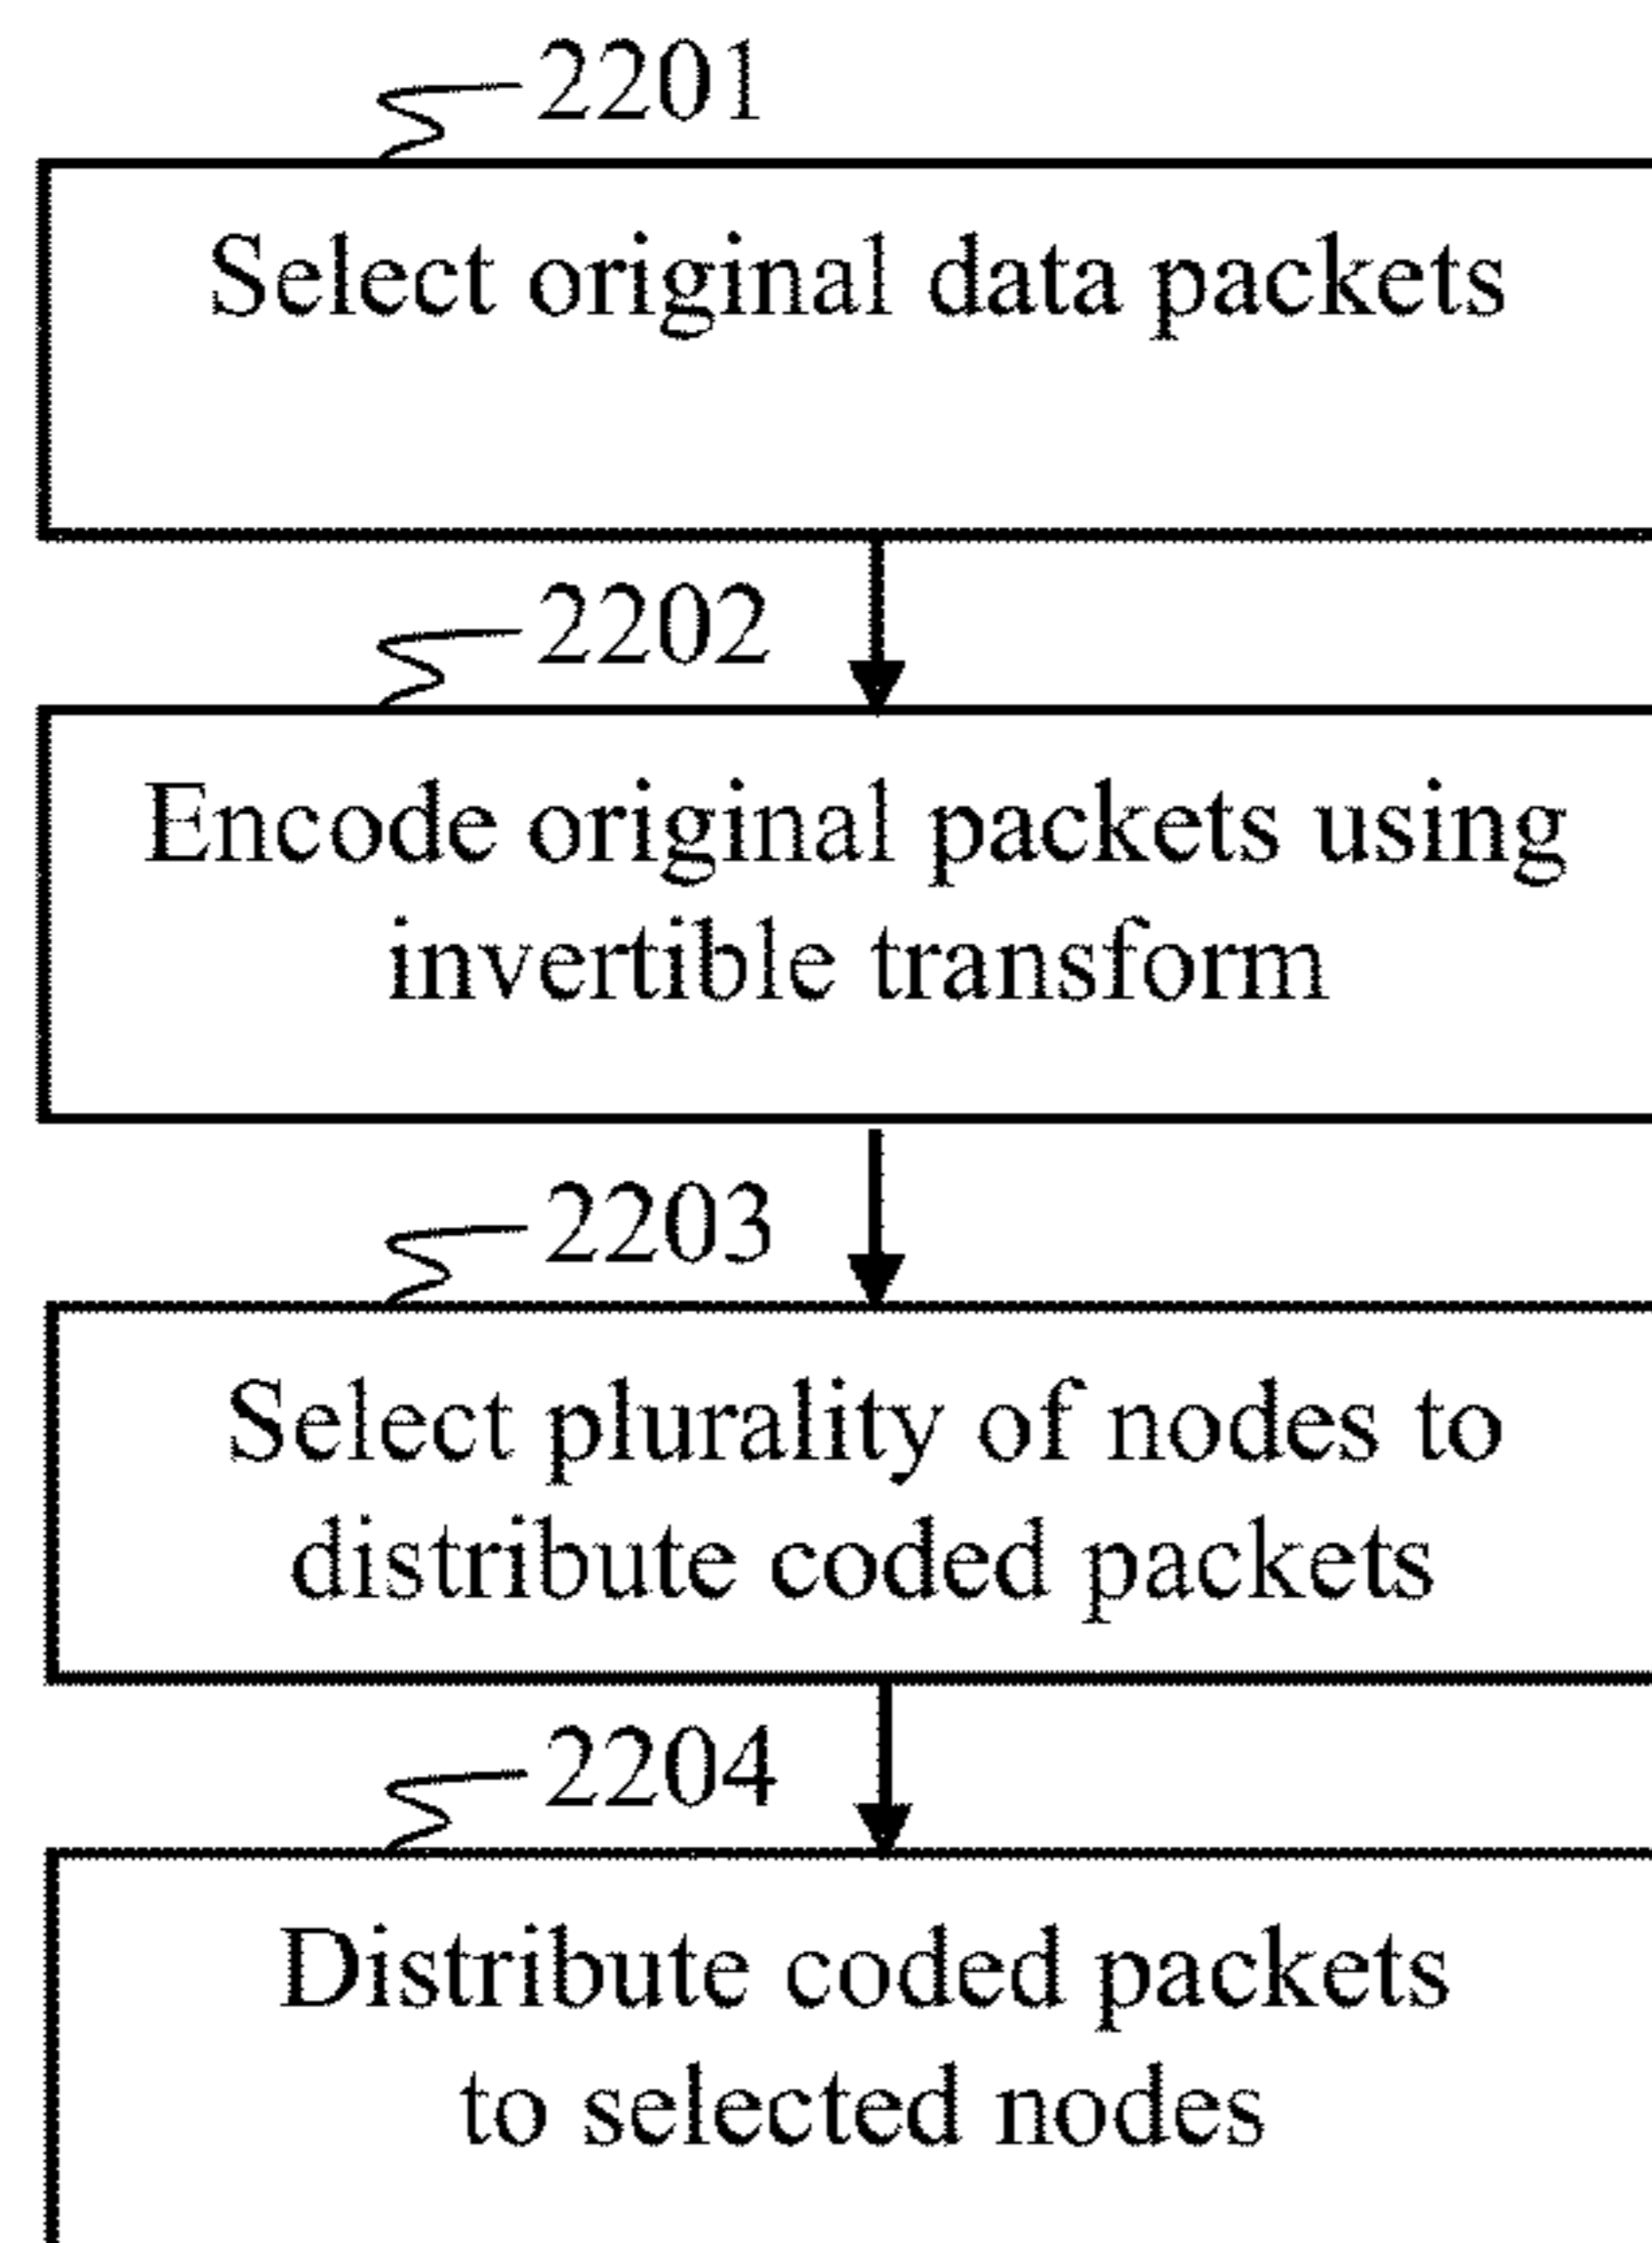 2201
Select original data packets
2202
Encode original packets using
invertible transform
2203
Select plurality of nodes to
distribute coded packets
2204
Distribute coded packets
to selected nodes